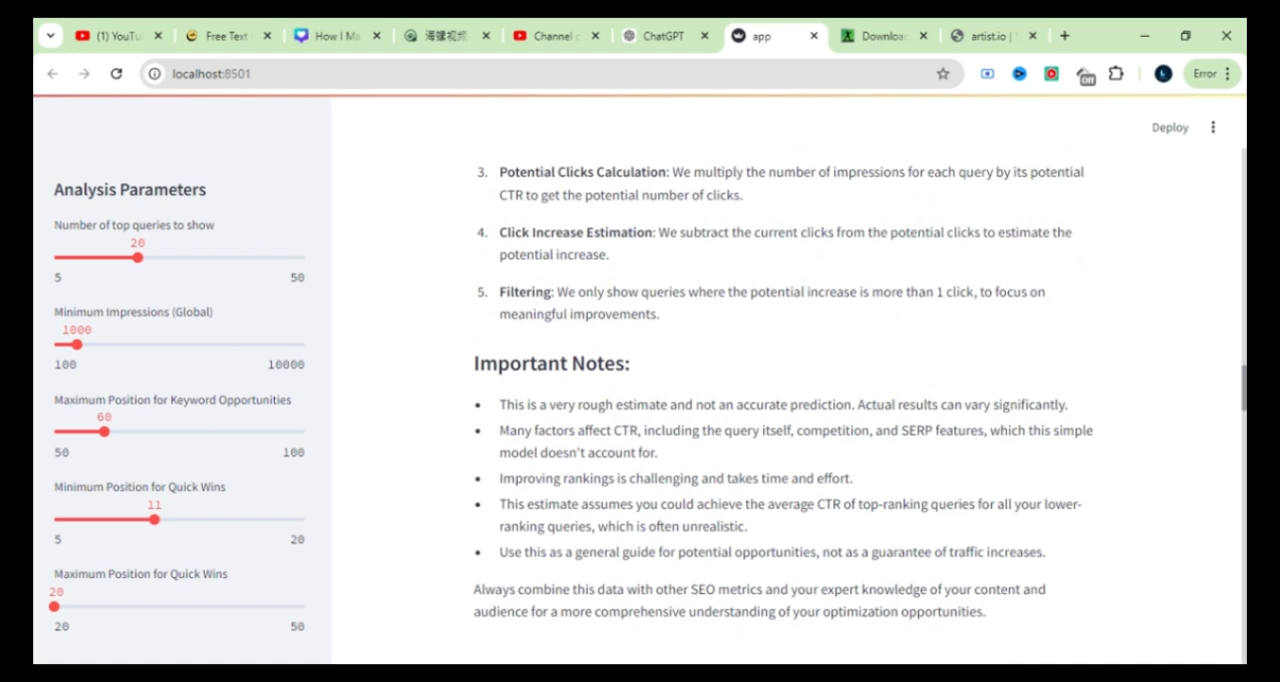 (1) YouTu
Free Text
How I Ma
海螺视频
Channel c
ChatGPT
app
Downloa
artist.io |
localhost:8501
Off
Error
Deploy
Analysis Parameters
Number of top queries to show
20
5 50
Minimum Impressions (Global)
1000
100 10000
Maximum Position for Keyword Opportunities
60
50 100
Minimum Position for Quick Wins
11
5 20
Maximum Position for Quick Wins
20
20 50
3. Potential Clicks Calculation: We multiply the number of impressions for each query by its potential
CTR to get the potential number of clicks.
4. Click Increase Estimation: We subtract the current clicks from the potential clicks to estimate the
potential increase.
5. Filtering: We only show queries where the potential increase is more than 1 click, to focus on
meaningful improvements.
Important Notes:
• This is a very rough estimate and not an accurate prediction. Actual results can vary significantly.
• Many factors affect CTR, including the query itself, competition, and SERP features, which this simple
model doesn't account for.
• Improving rankings is challenging and takes time and effort.
• This estimate assumes you could achieve the average CTR of top-ranking queries for all your lower-
ranking queries, which is often unrealistic.
• Use this as a general guide for potential opportunities, not as a guarantee of traffic increases.
Always combine this data with other SEO metrics and your expert knowledge of your content and
audience for a more comprehensive understanding of your optimization opportunities.